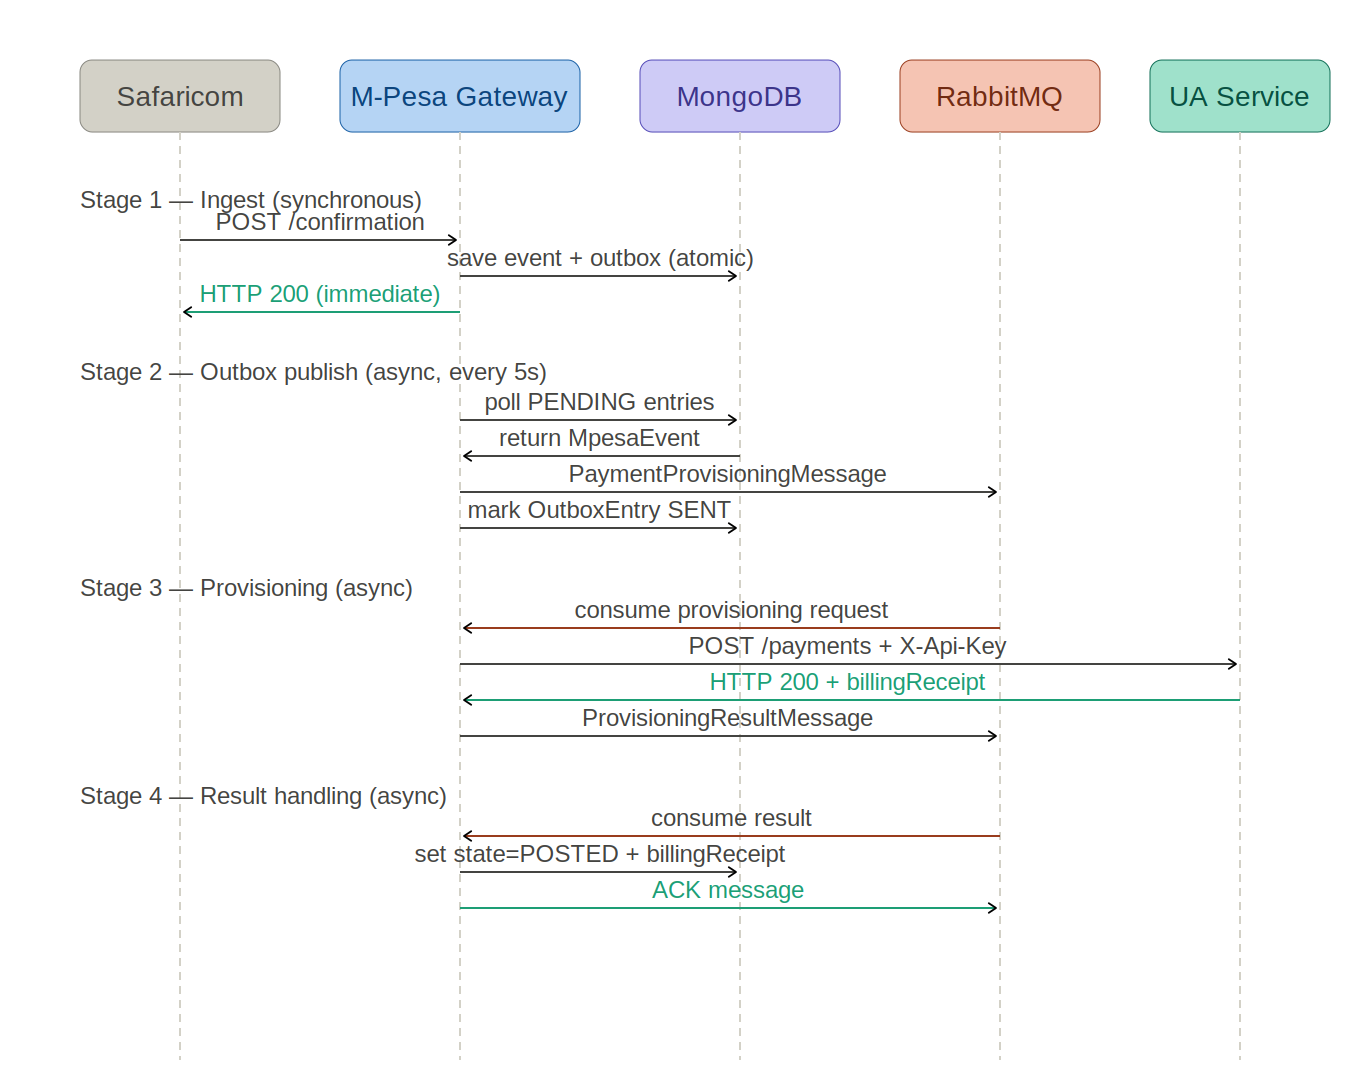 Safaricom
M-Pesa Gateway
MongoDB
RabbitMQ
UA Service
Stage 1 — Ingest (synchronous)
POST /confirmation
save event + outbox (atomic)
HTTP 200 (immediate)
Stage 2 — Outbox publish (async, every 5s)
poll PENDING entries
return MpesaEvent
PaymentProvisioningMessage
mark OutboxEntry SENT
Stage 3 — Provisioning (async)
consume provisioning request
POST /payments + X-Api-Key
HTTP 200 + billingReceipt
ProvisioningResultMessage
Stage 4 — Result handling (async)
consume result
set state=POSTED + billingReceipt
ACK message